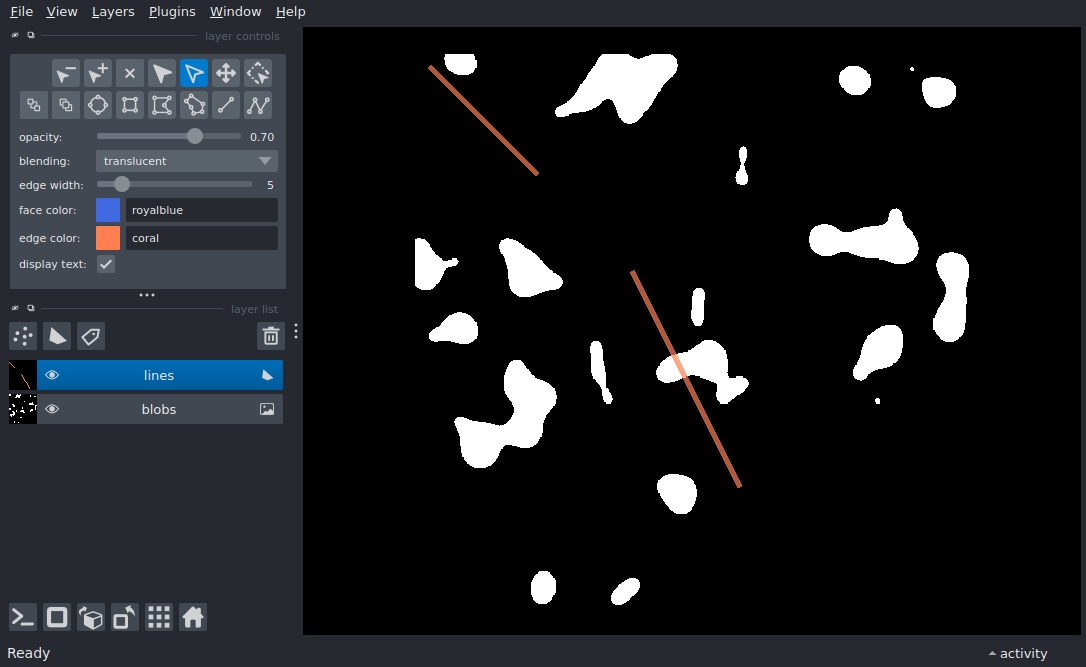 File View Layers Plugins Window Help
layer controls
opacity: 0.70
blending: translucent
edge width: 5
face color: royalblue
edge color: coral
display text:
layer list
lines
blobs
Ready
activity